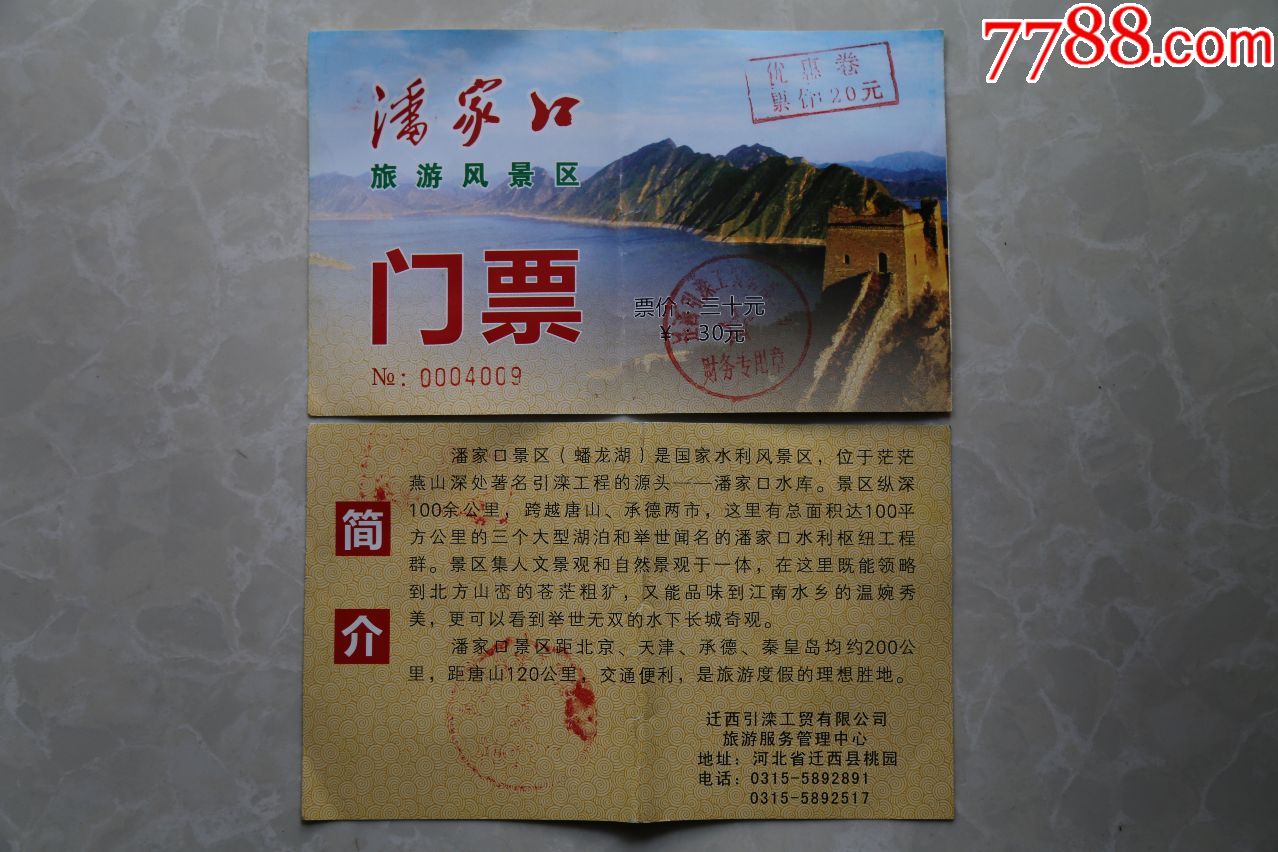 7788.com
优惠卷
票价:20元
潘家口
旅游风景区
门票
票价：三十元
￥：30元
财务专用章
№: 0004009
简介
潘家口景区（蟠龙湖）是国家水利风景区，位于茫茫
燕山深处著名引滦工程的源头——潘家口水库。景区纵深
100余公里，跨越唐山、承德两市，这里有总面积达100平
方公里的三个大型湖泊和举世闻名的潘家口水利枢纽工程
群。景区集人文景观和自然景观于一体，在这里既能领略
到北方山峦的苍茫粗犷，又能品味到江南水乡的温婉秀
美，更可以看到举世无双的水下长城奇观。
潘家口景区距北京、天津、承德、秦皇岛均约200公
里，距唐山120公里，交通便利，是旅游度假的理想胜地。
迁西引滦工贸有限公司
旅游服务管理中心
地址：河北省迁西县桃园
电话：0315-5892891
0315-5892517